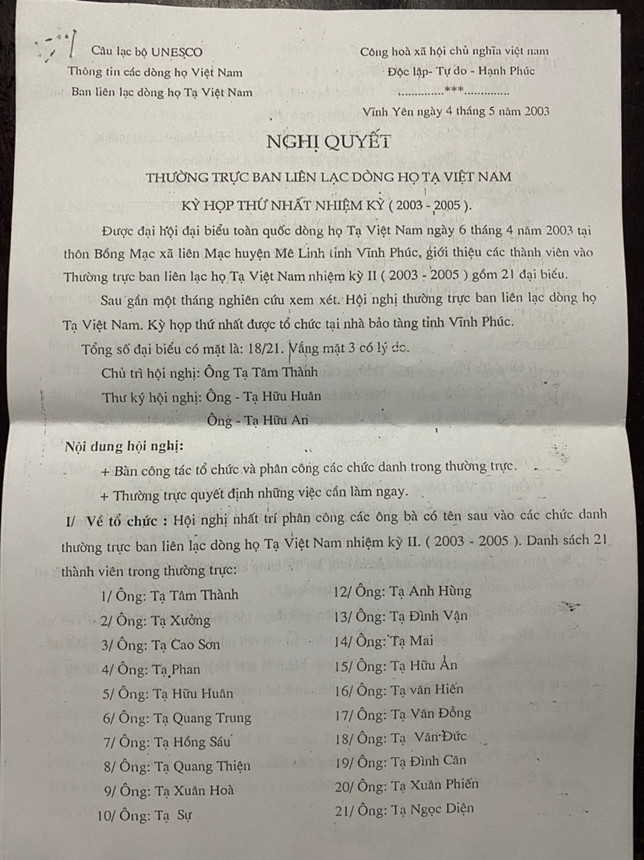 Câu lạc bộ UNESCO
Thông tin các dòng họ Việt Nam
Ban liên lạc dòng họ Tạ Việt Nam
Công hoà xã hội chủ nghĩa việt nam
Độc lập- Tự do - Hạnh Phúc
..............***..............
Vĩnh Yên ngày 4 tháng 5 năm 2003
NGHỊ QUYẾT
THƯỜNG TRỰC BAN LIÊN LẠC DÒNG HỌ TẠ VIỆT NAM
KỲ HỌP THỨ NHẤT NHIỆM KỲ ( 2003 - 2005 ).
Được đại hội đại biểu toàn quốc dòng họ Tạ Việt Nam ngày 6 tháng 4 năm 2003 tại
thôn Bồng Mạc xã liên Mạc huyện Mê Linh tỉnh Vĩnh Phúc, giới thiệu các thành viên vào
Thường trực ban liên lạc họ Tạ Việt Nam nhiệm kỳ II ( 2003 - 2005 ) gồm 21 đại biểu.
Sau gần một tháng nghiên cứu xem xét. Hội nghị thường trực ban liên lạc dòng họ
Tạ Việt Nam. Kỳ họp thứ nhất được tổ chức tại nhà bảo tàng tỉnh Vĩnh Phúc.
Tổng số đại biểu có mặt là: 18/21. Vắng mặt 3 có lý do.
Chủ trì hội nghị: Ông Tạ Tâm Thành
Thư ký hội nghị: Ông - Tạ Hữu Huân
Ông - Tạ Hữu An
Nội dung hội nghị:
+ Bàn công tác tổ chức và phân công các chức danh trong thường trực.
+ Thường trực quyết định những việc cần làm ngay.
I/ Về tổ chức : Hội nghị nhất trí phân công các ông bà có tên sau vào các chức danh
thường trực ban liên lạc dòng họ Tạ Việt Nam nhiệm kỳ II. ( 2003 - 2005 ). Danh sách 21
thành viên trong thường trực:
1/ Ông: Tạ Tâm Thành
2/ Ông: Tạ Xưởng
3/ Ông: Tạ Cao Sơn
4/ Ông: Tạ Phan
5/ Ông: Tạ Hữu Huân
6/ Ông: Tạ Quang Trung
7/ Ông: Tạ Hồng Sáu
8/ Ông: Tạ Quang Thiện
9/ Ông: Tạ Xuân Hoà
10/ Ông: Tạ Sự
12/ Ông: Tạ Anh Hùng
13/ Ông: Tạ Đình Vận
14/ Ông: Tạ Mai
15/ Ông: Tạ Hữu Ẩn
16/ Ông: Tạ văn Hiến
17/ Ông: Tạ Văn Đồng
18/ Ông: Tạ Văn Đức
19/ Ông: Tạ Đình Cân
20/ Ông: Tạ Xuân Phiến
21/ Ông: Tạ Ngọc Diện